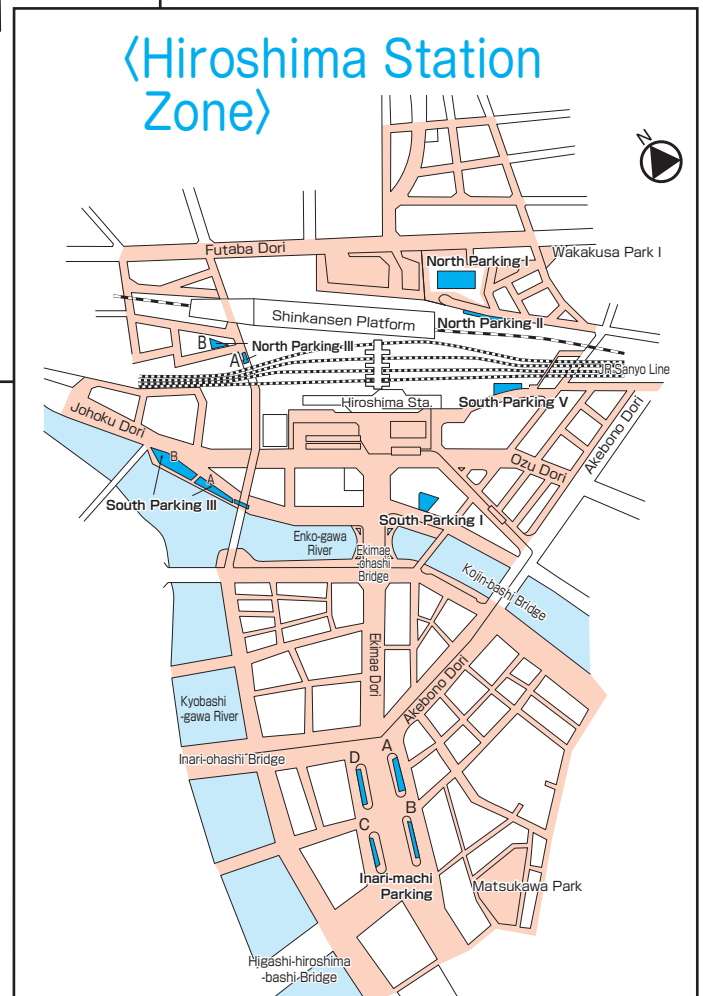 〈Hiroshima Station
Zone〉
N
Futaba Dori
Wakakusa Park I
North Parking I
Shinkansen Platform
North Parking II
B
North Parking III
A
JR Sanyo Line
Hiroshima Sta.
South Parking V
Johoku Dori
Akebono Dori
B
Ozu Dori
A
South Parking III
South Parking I
Enko-gawa
River
Ekimae
-ohashi
Bridge
Kojin-bashi Bridge
Ekimae Dori
Akebono Dori
Kyobashi
-gawa River
Inari-ohashi Bridge
A
D
B
C
Inari-machi
Parking
Matsukawa Park
Higashi-hiroshima
-bashi Bridge